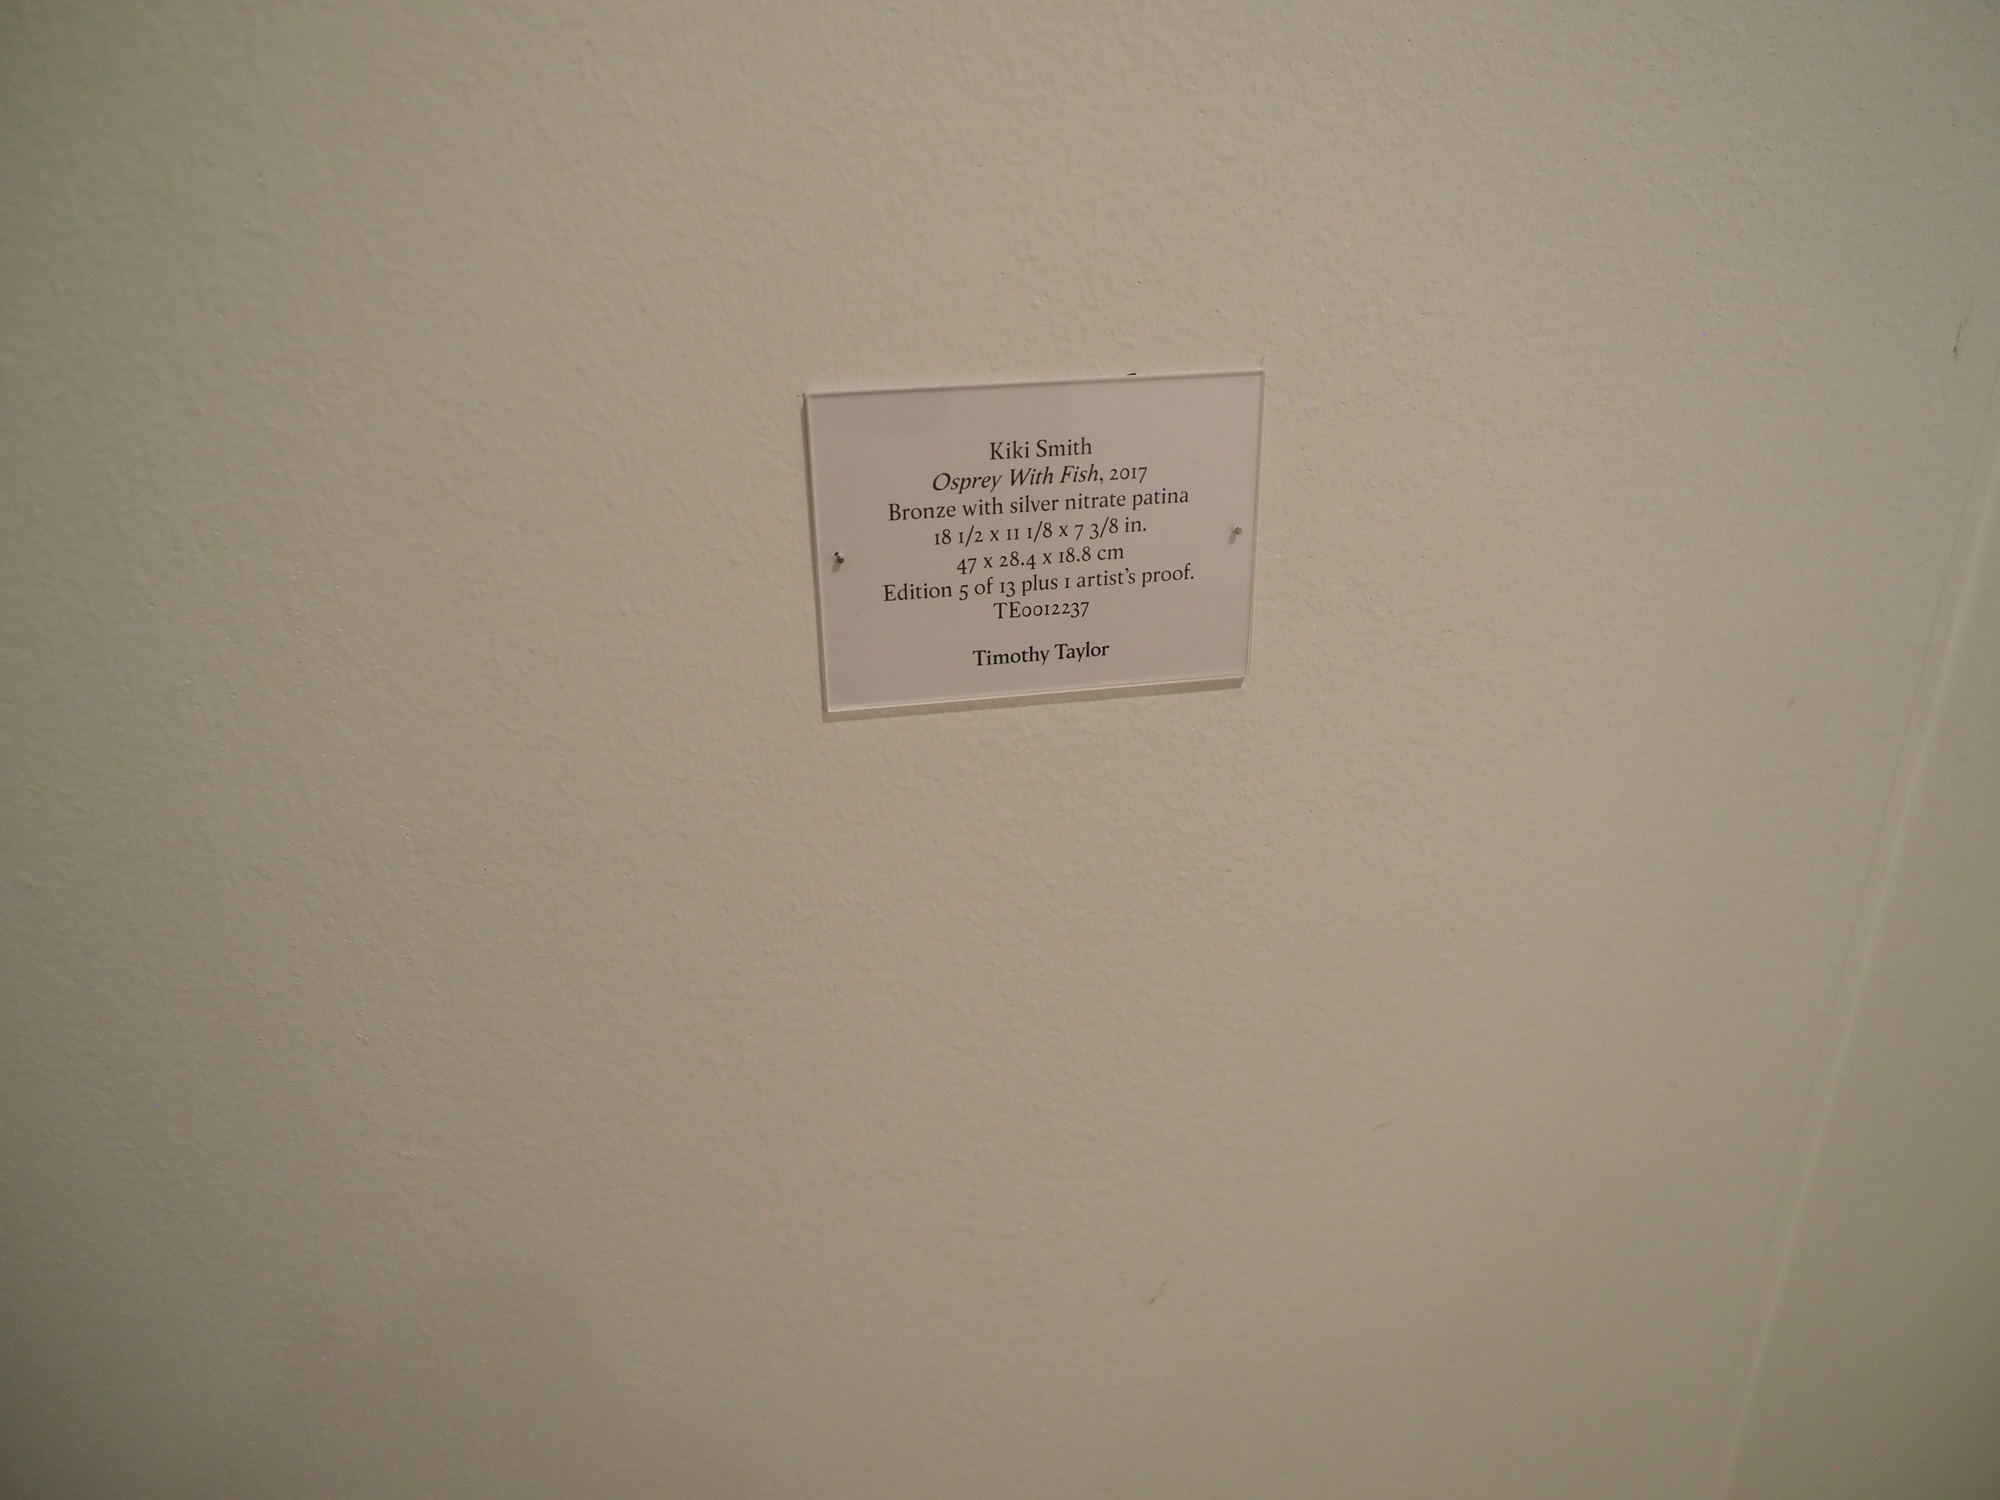 Kiki Smith
Osprey With Fish, 2017
Bronze with silver nitrate patina
18 1/2 x 11 1/8 x 7 3/8 in.
47 x 28.4 x 18.8 cm
Edition 5 of 13 plus 1 artist's proof.
TE0012237
Timothy Taylor